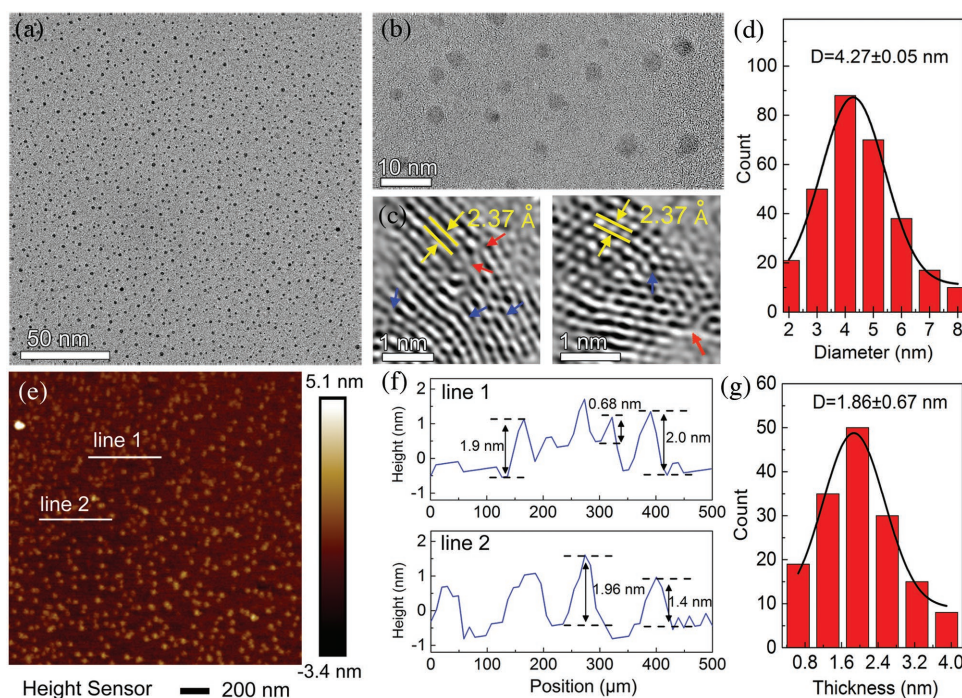 (a)
50 nm
(b)
10 nm
(c)
2.37 Å
1 nm
2.37 Å
1 nm
(d)
D=4.27±0.05 nm
Count
100
80
60
40
20
0
2 3 4 5 6 7 8
Diameter (nm)
(e)
line 1
line 2
5.1 nm
-3.4 nm
Height Sensor
200 nm
(f)
line 1
Height (nm)
2
1
0
-1
1.9 nm
0.68 nm
2.0 nm
0 100 200 300 400 500
line 2
Height (nm)
2
1
0
-1
1.96 nm
1.4 nm
0 100 200 300 400 500
Position (μm)
(g)
D=1.86±0.67 nm
Count
60
50
40
30
20
10
0
0.8 1.6 2.4 3.2 4.0
Thickness (nm)